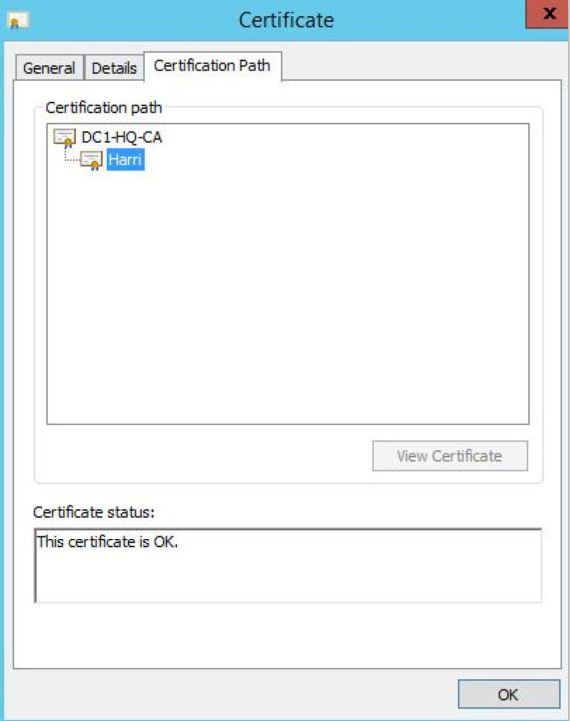 Certificate
x
General Details Certification Path
Certification path
DC1-HQ-CA
Harri
View Certificate
Certificate status:
This certificate is OK.
OK